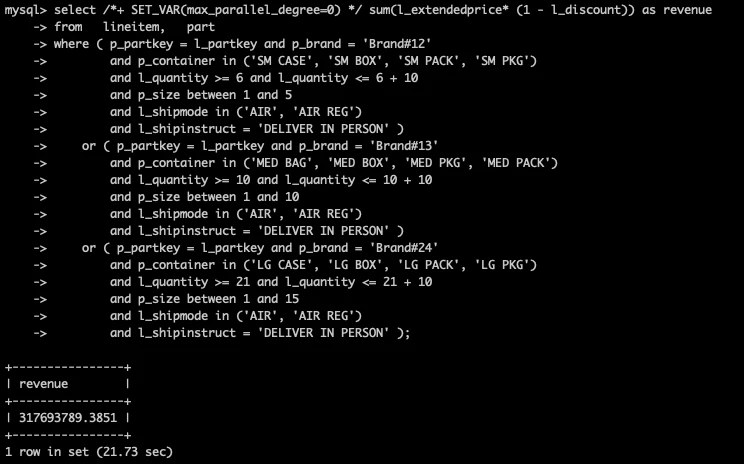 mysql> select /*+ SET_VAR(max_parallel_degree=0) */ sum(l_extendedprice* (1 - l_discount)) as revenue
    -> from   lineitem,   part
    -> where ( p_partkey = l_partkey and p_brand = 'Brand#12'
    ->         and p_container in ('SM CASE', 'SM BOX', 'SM PACK', 'SM PKG')
    ->         and l_quantity >= 6 and l_quantity <= 6 + 10
    ->         and p_size between 1 and 5
    ->         and l_shipmode in ('AIR', 'AIR REG')
    ->         and l_shipinstruct = 'DELIVER IN PERSON' )
    ->     or ( p_partkey = l_partkey and p_brand = 'Brand#13'
    ->         and p_container in ('MED BAG', 'MED BOX', 'MED PKG', 'MED PACK')
    ->         and l_quantity >= 10 and l_quantity <= 10 + 10
    ->         and p_size between 1 and 10
    ->         and l_shipmode in ('AIR', 'AIR REG')
    ->         and l_shipinstruct = 'DELIVER IN PERSON' )
    ->     or ( p_partkey = l_partkey and p_brand = 'Brand#24'
    ->         and p_container in ('LG CASE', 'LG BOX', 'LG PACK', 'LG PKG')
    ->         and l_quantity >= 21 and l_quantity <= 21 + 10
    ->         and p_size between 1 and 15
    ->         and l_shipmode in ('AIR', 'AIR REG')
    ->         and l_shipinstruct = 'DELIVER IN PERSON' );
+----------------+
| revenue        |
+----------------+
| 317693789.3851 |
+----------------+
1 row in set (21.73 sec)